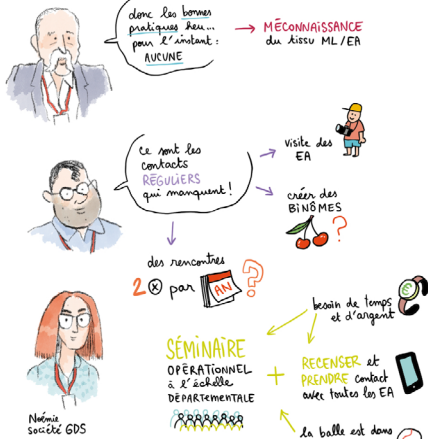 donc les bonnes
pratiques heu...
pour l'instant :
AUCUNE
→ MÉCONNAISSANCE
du tissu ML/EA
ce sont les
contacts
RÉGULIERS
qui manquent !
→ visite des
EA
→ créer des
BINÔMES
?
des rencontres
2 x par AN ?
besoin de temps
et d'argent
€
SÉMINAIRE
OPÉRATIONNEL
à l'échelle
DÉPARTEMENTALE
+
RECENSER et
PRENDRE contact
avec toutes les EA
Noémie
société GDS
la balle est dans